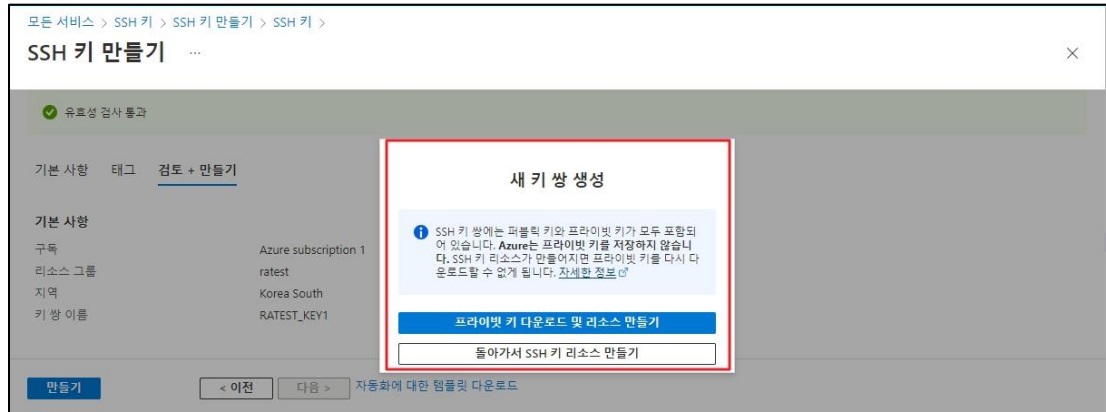 모든 서비스 > SSH 키 > SSH 키 만들기 > SSH 키 >
SSH 키 만들기 ...
유효성 검사 통과
기본 사항 태그 검토 + 만들기
기본 사항
구독 Azure subscription 1
리소스 그룹 ratest
지역 Korea South
키 쌍 이름 RATEST_KEY1
새 키 쌍 생성
SSH 키 쌍에는 퍼블릭 키와 프라이빗 키가 모두 포함되
어 있습니다. Azure는 프라이빗 키를 저장하지 않습니
다. SSH 키 리소스가 만들어지면 프라이빗 키를 다시 다
운로드할 수 없게 됩니다. 자세한 정보
프라이빗 키 다운로드 및 리소스 만들기
돌아가서 SSH 키 리소스 만들기
만들기 < 이전 다음 > 자동화에 대한 템플릿 다운로드